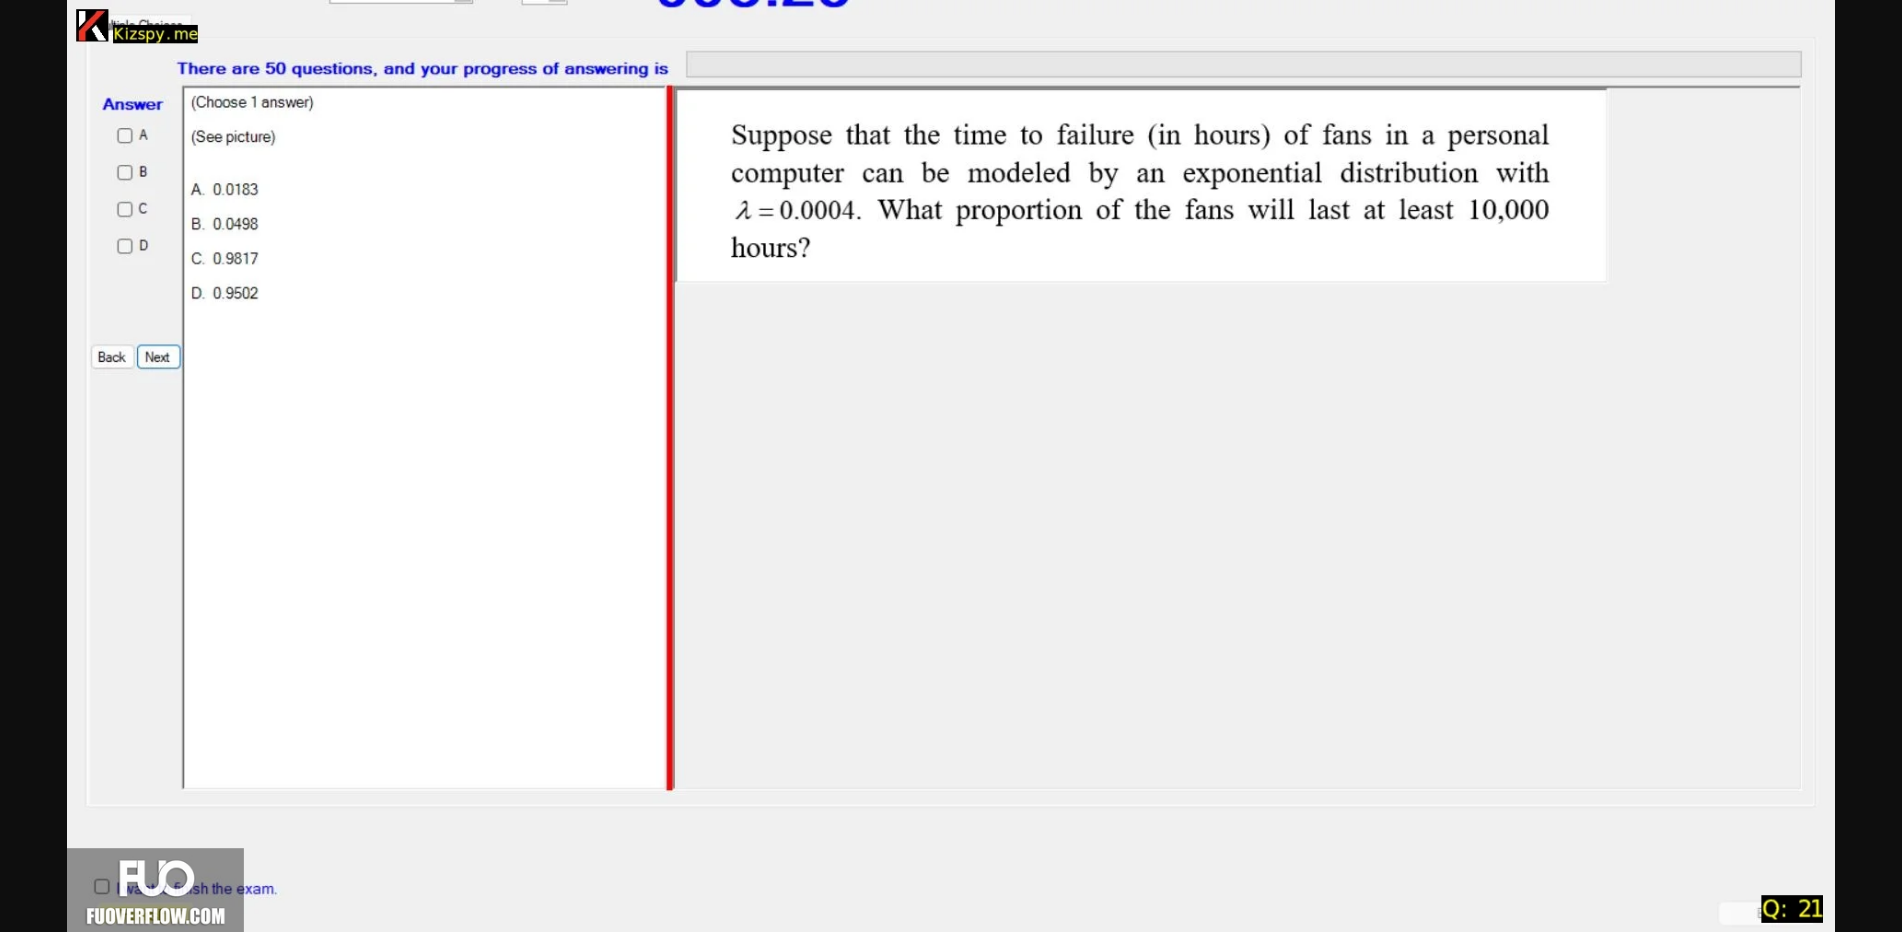 Kizspy.me
There are 50 questions, and your progress of answering is
Answer
A
B
C
D
Back
Next
(Choose 1 answer)
(See picture)
A. 0.0183
B. 0.0498
C. 0.9817
D. 0.9502
Suppose that the time to failure (in hours) of fans in a personal
computer can be modeled by an exponential distribution with
λ = 0.0004. What proportion of the fans will last at least 10,000
hours?
FUO
the exam.
FUOVERFLOW.COM
Q: 21